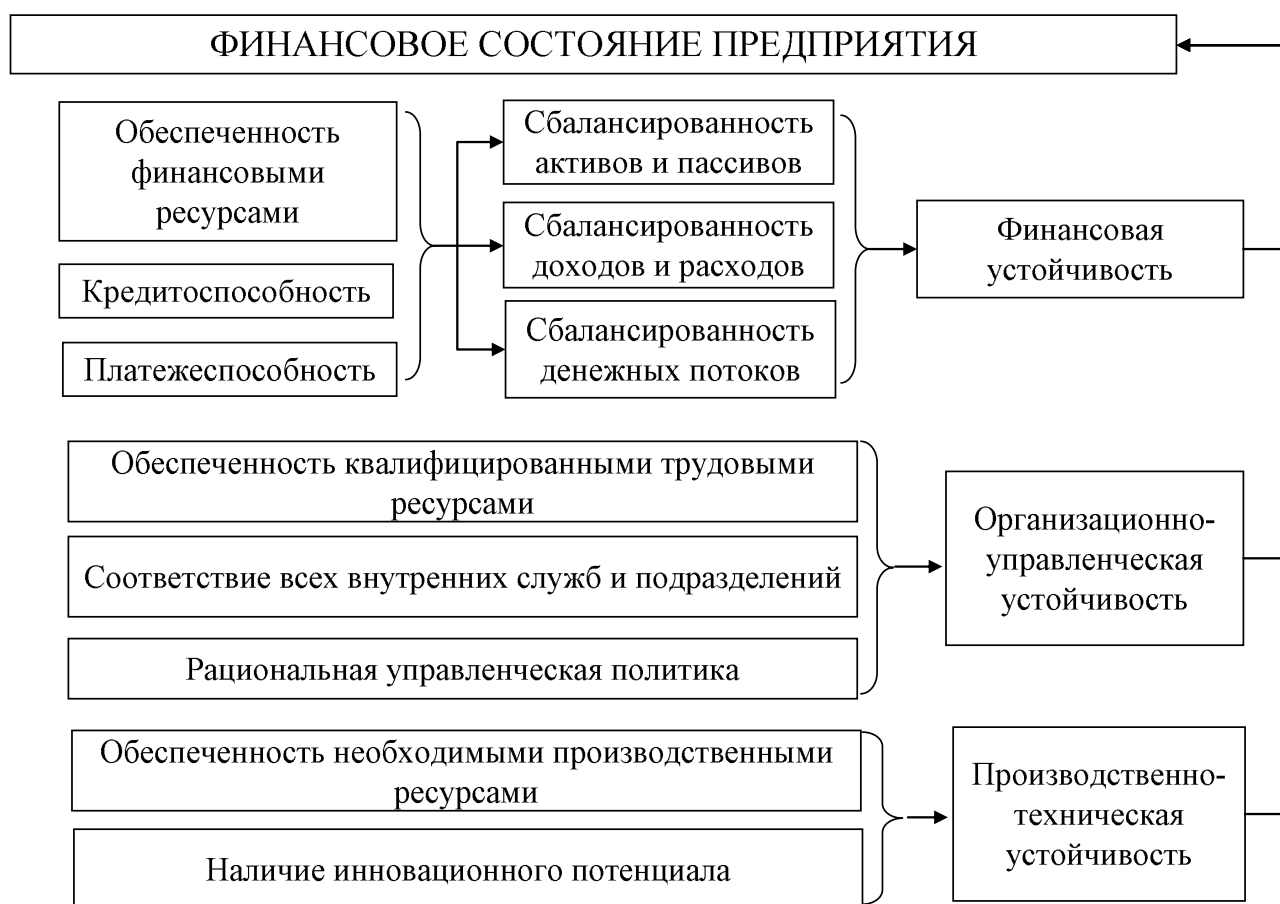 ФИНАНСОВОЕ СОСТОЯНИЕ ПРЕДПРИЯТИЯ
Обеспеченность
финансовыми
ресурсами
Кредитоспособность
Платежеспособность
Сбалансированность
активов и пассивов
Сбалансированность
доходов и расходов
Сбалансированность
денежных потоков
Финансовая
устойчивость
Обеспеченность квалифицированными трудовыми
ресурсами
Соответствие всех внутренних служб и подразделений
Рациональная управленческая политика
Организационно-
управленческая
устойчивость
Обеспеченность необходимыми производственными
ресурсами
Наличие инновационного потенциала
Производственно-
техническая
устойчивость